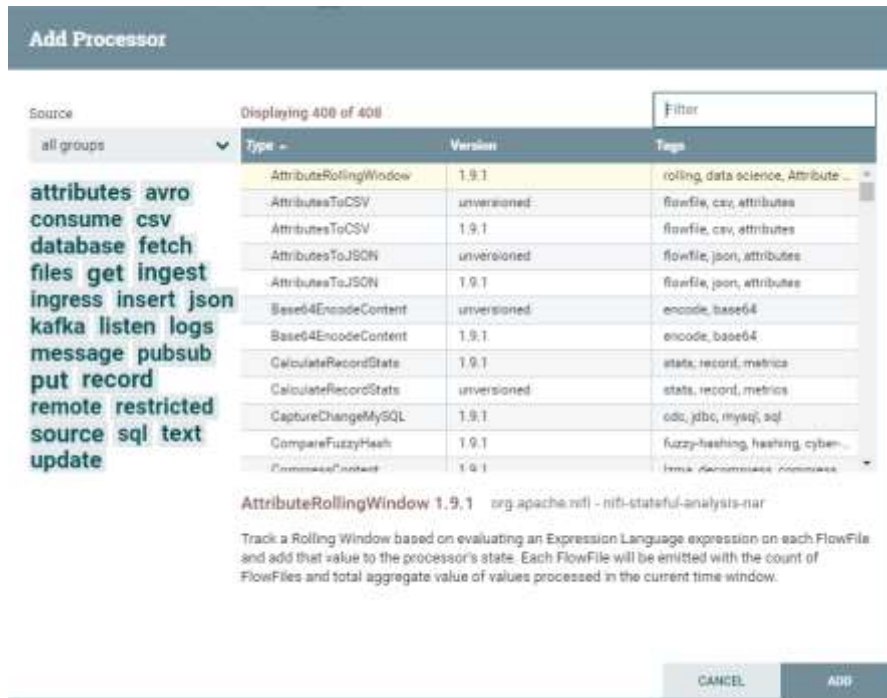 Add Processor
Source
Displaying 408 of 408
Filter
all groups
Type
Version
Tags
AttributeRollingWindow 1.9.1 rolling, data science, Attribute ...
AttributesToCSV unversioned flowfile, csv, attributes
AttributesToCSV 1.9.1 flowfile, csv, attributes
AttributesToJSON unversioned flowfile, json, attributes
AttributesToJSON 1.9.1 flowfile, json, attributes
Base64EncodeContent unversioned encode, base64
Base64EncodeContent 1.9.1 encode, base64
CalculateRecordStats 1.9.1 stats, record, metrics
CalculateRecordStats unversioned stats, record, metrics
CaptureChangeMySQL 1.9.1 cdc, jdbc, mysql, sql
CompareFuzzyHash 1.9.1 fuzzy-hashing, hashing, cyber-...
CompressContent 1.9.1 lzma, decompress, compress
attributes avro
consume csv
database fetch
files get ingest
ingress insert json
kafka listen logs
message pubsub
put record
remote restricted
source sql text
update
AttributeRollingWindow 1.9.1 org.apache.nifi - nifi-stateful-analysis-nar
Track a Rolling Window based on evaluating an Expression Language expression on each FlowFile
and add that value to the processor's state. Each FlowFile will be emitted with the count of
FlowFiles and total aggregate value of values processed in the current time window.
CANCEL
ADD